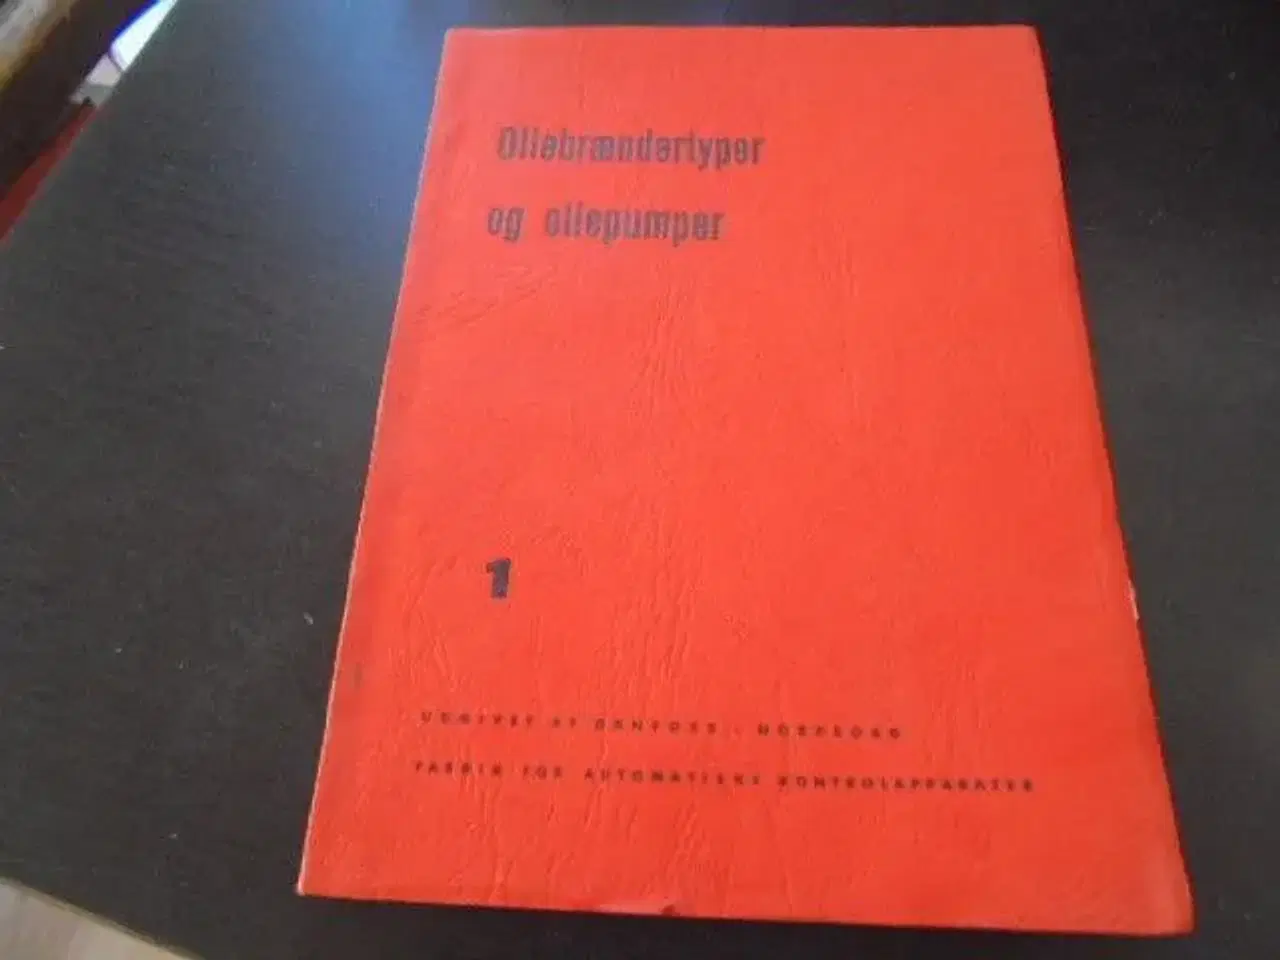 Oliebrændertyper
og oliepumper
1
UDGIVET AF DANFOSS - NORDBORG
FABRIK FOR AUTOMATISKE KONTROLAPPARATER